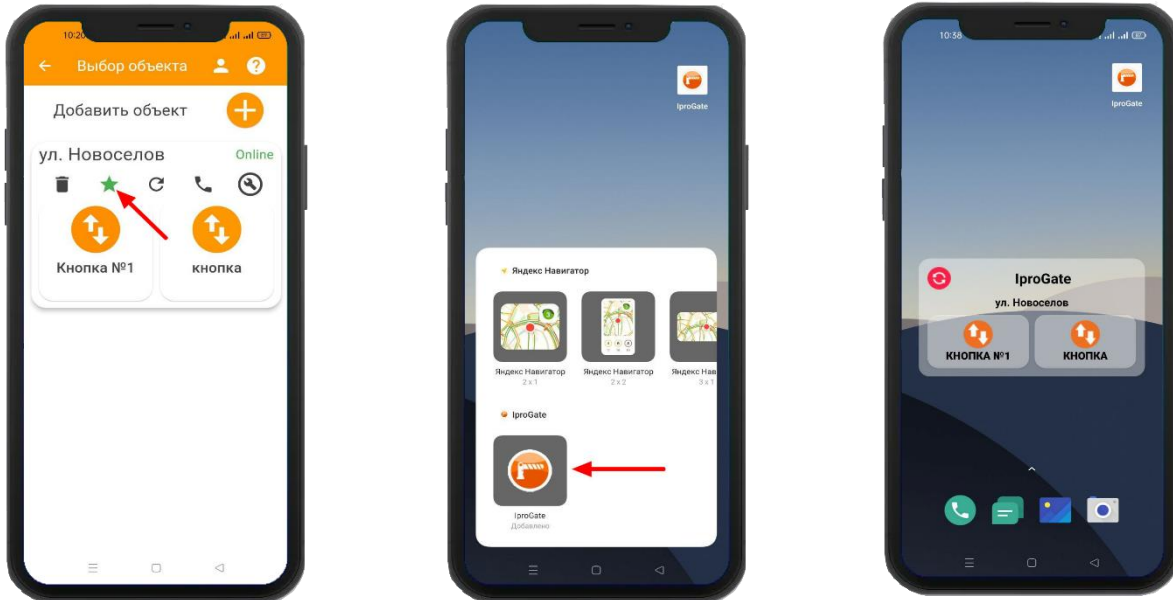 10:20
Выбор объекта
Добавить объект
ул. Новоселов
Online
Кнопка №1
кнопка
IproGate
Яндекс Навигатор
Яндекс Навигатор
2 x 1
Яндекс Навигатор
2 x 2
Яндекс Нав
3 x 1
IproGate
IproGate
Добавлено
10:38
IproGate
IproGate
ул. Новоселов
КНОПКА №1
КНОПКА